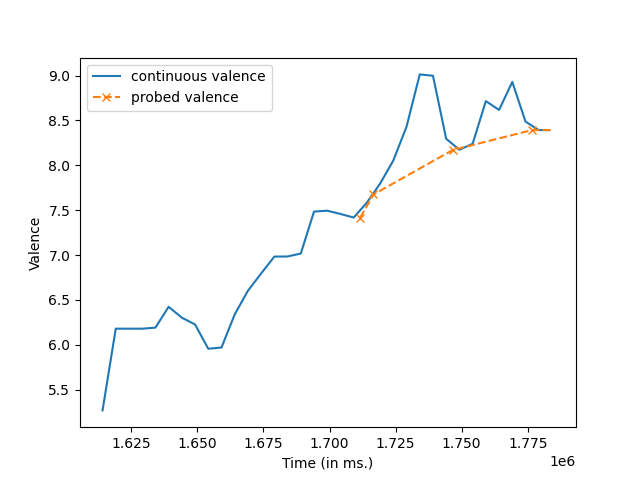 continuous valence
probed valence
9.0
8.5
8.0
7.5
7.0
6.5
6.0
5.5
Valence
1.625 1.650 1.675 1.700 1.725 1.750 1.775
1e6
Time (in ms.)